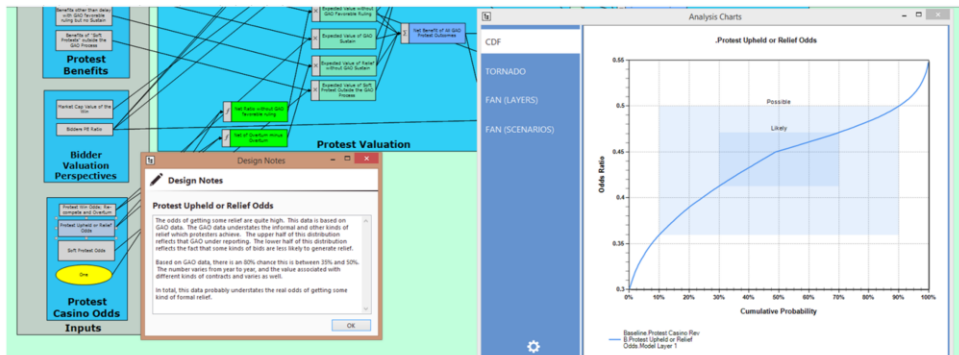 Benefits other than delay
with GAO Favorable
ruling but no Sustain
Benefits of "Soft
Protests" outside the
GAO Process
Protest
Benefits
Market Cap Value of the
Win
Bidders PE Ratio
Bidder
Valuation
Perspectives
Protest Win Odds: Re-
compete and Overturn
Protest Upheld or Relief
Odds
Soft Protest Odds
One
Protest
Casino Odds
Inputs
Expected Value without
GAO Favorable Ruling
Expected Value of GAO
Sustain
Expected Value of Relief
without GAO Sustain
Expected Value of Soft
Protest Outside the GAO
Process
Net Benefit of All GAO
Protest Outcomes
Net Ratio without GAO
favorable ruling
Net of Overturn minus
Overturn
Protest Valuation
Design Notes
Design Notes
Protest Upheld or Relief Odds
The odds of getting some relief are quite high. This data is based on
GAO data. The GAO data understates the informal and other kinds of
relief which protesters achieve. The upper half of this distribution
reflects that GAO under reporting. The lower half of this distribution
reflects the fact that some kinds of bids are less likely to generate relief.
Based on GAO data, there is an 80% chance this is between 35% and 50%.
The number varies from year to year, and the value associated with
different kinds of contracts and varies as well.
In total, this data probably understates the real odds of getting some
kind of formal relief.
OK
Analysis Charts
CDF
TORNADO
FAN (LAYERS)
FAN (SCENARIOS)
.Protest Upheld or Relief Odds
0.55
0.5
0.45
0.36
0.3
Odds Ratio
Possible
Likely
0% 10% 20% 30% 40% 50% 60% 70% 80% 90% 100%
Cumulative Probability
Baseline.Protest Casino Rev
8.Protest Upheld or Relief
Odds.Model Layer 1